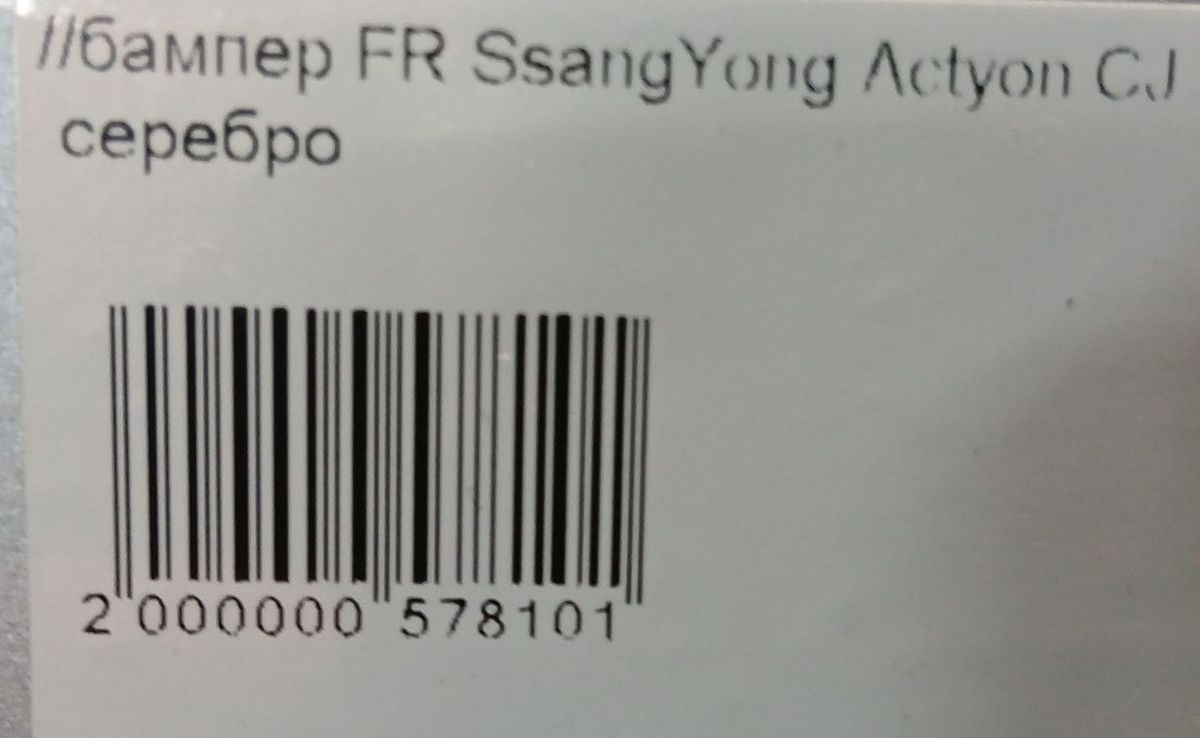 //бампер FR SsangYong Actyon CJ
серебро
2 000000 578101